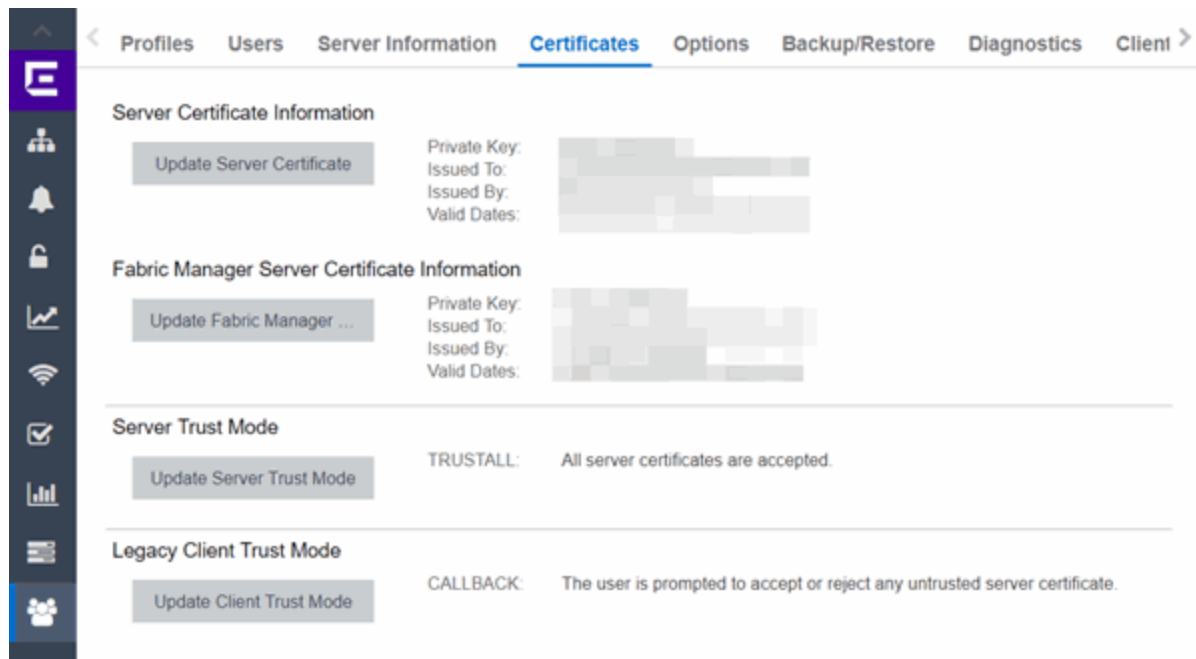 Profiles Users Server Information Certificates Options Backup/Restore Diagnostics Client
Server Certificate Information
Update Server Certificate
Private Key:
Issued To:
Issued By:
Valid Dates:
Fabric Manager Server Certificate Information
Update Fabric Manager ...
Private Key:
Issued To:
Issued By:
Valid Dates:
Server Trust Mode
Update Server Trust Mode
TRUSTALL: All server certificates are accepted.
Legacy Client Trust Mode
Update Client Trust Mode
CALLBACK: The user is prompted to accept or reject any untrusted server certificate.